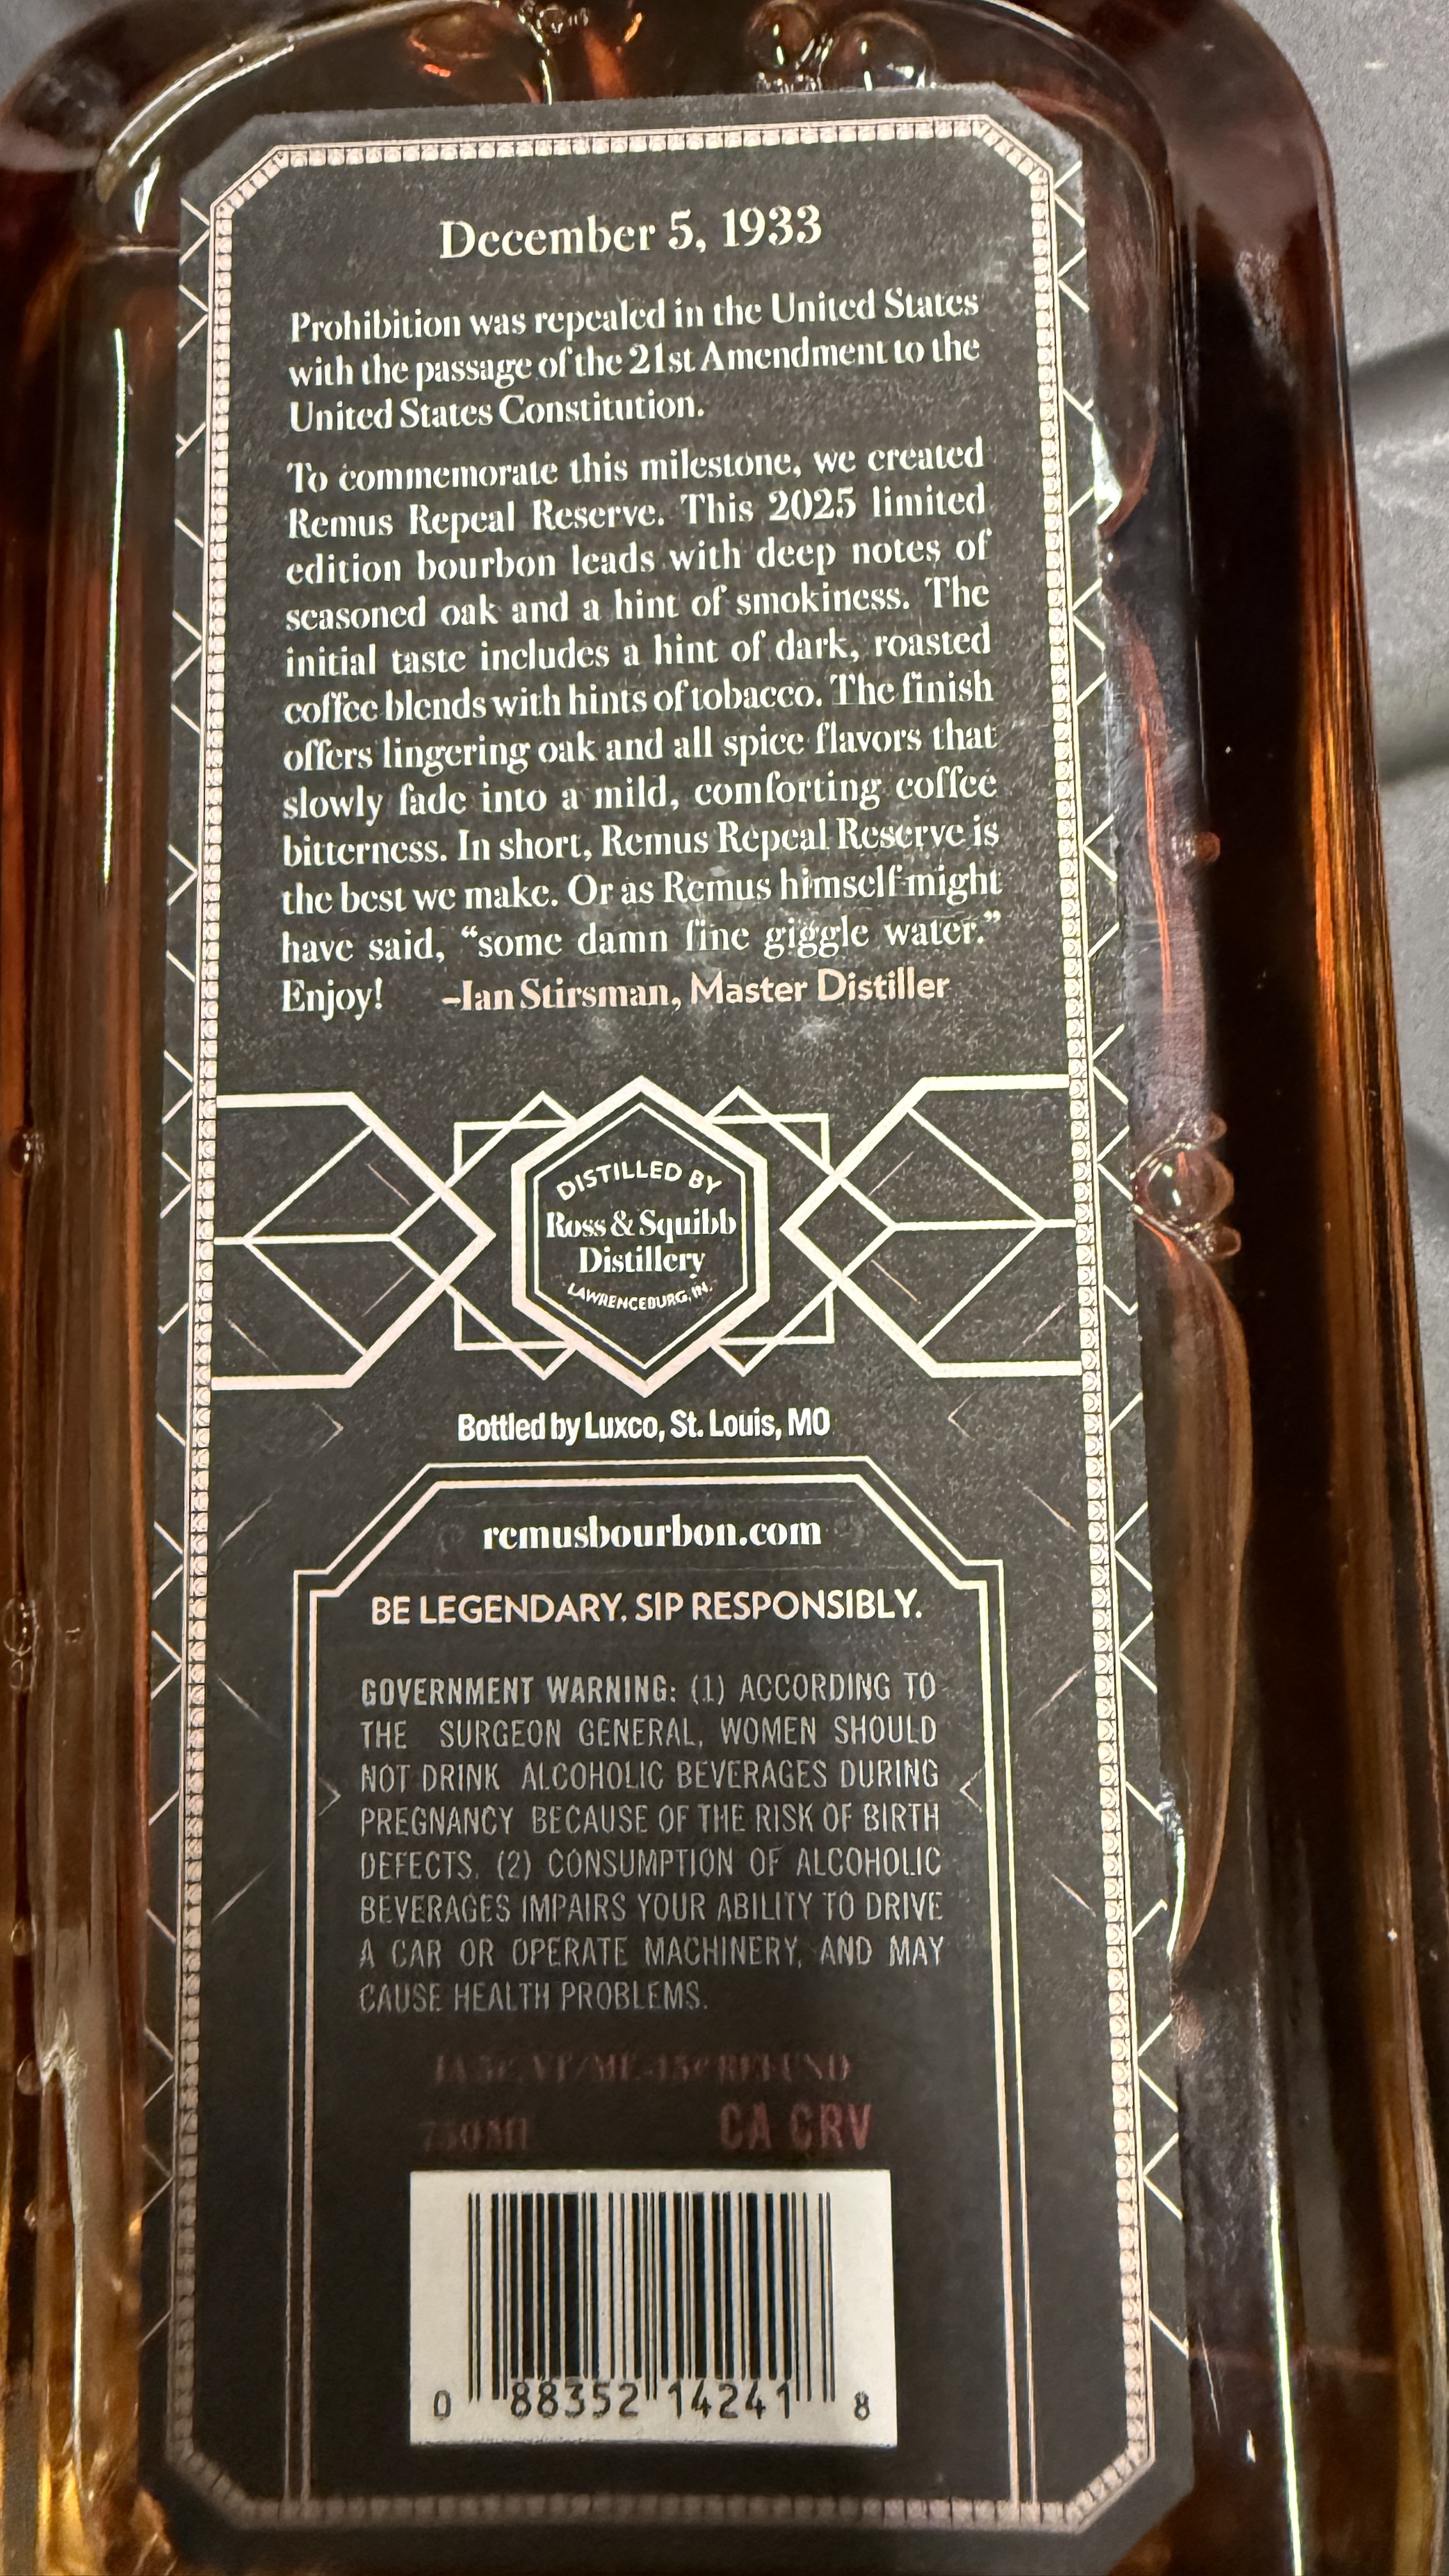 December 5, 1933
Prohibition was repealed in the United States
with the passage of the 21st Amendment to the
United States Constitution.
To commemorate this milestone, we created
Remus Repeal Reserve. This 2025 limited
edition bourbon leads with deep notes of
seasoned oak and a hint of smokiness. The
initial taste includes a hint of dark, roasted
coffee blends with hints of tobacco. The finish
offers lingering oak and all spice flavors that
slowly fade into a mild, comforting coffee
bitterness. In short, Remus Repeal Reserve is
the best we make. Or as Remus himself might
have said, “some damn fine giggle water.”
Enjoy! –Ian Stirsman, Master Distiller
DISTILLED BY
Ross & Squibb
Distillery
LAWRENCEBURG, IN.
Bottled by Luxco, St. Louis, MO
remusbourbon.com
BE LEGENDARY. SIP RESPONSIBLY.
GOVERNMENT WARNING: (1) ACCORDING TO
THE SURGEON GENERAL, WOMEN SHOULD
NOT DRINK ALCOHOLIC BEVERAGES DURING
PREGNANCY BECAUSE OF THE RISK OF BIRTH
DEFECTS. (2) CONSUMPTION OF ALCOHOLIC
BEVERAGES IMPAIRS YOUR ABILITY TO DRIVE
A CAR OR OPERATE MACHINERY, AND MAY
CAUSE HEALTH PROBLEMS.
IA 5¢, VT/ME-15¢ REFUND
750Ml CA CRV
0 88352 14241 8